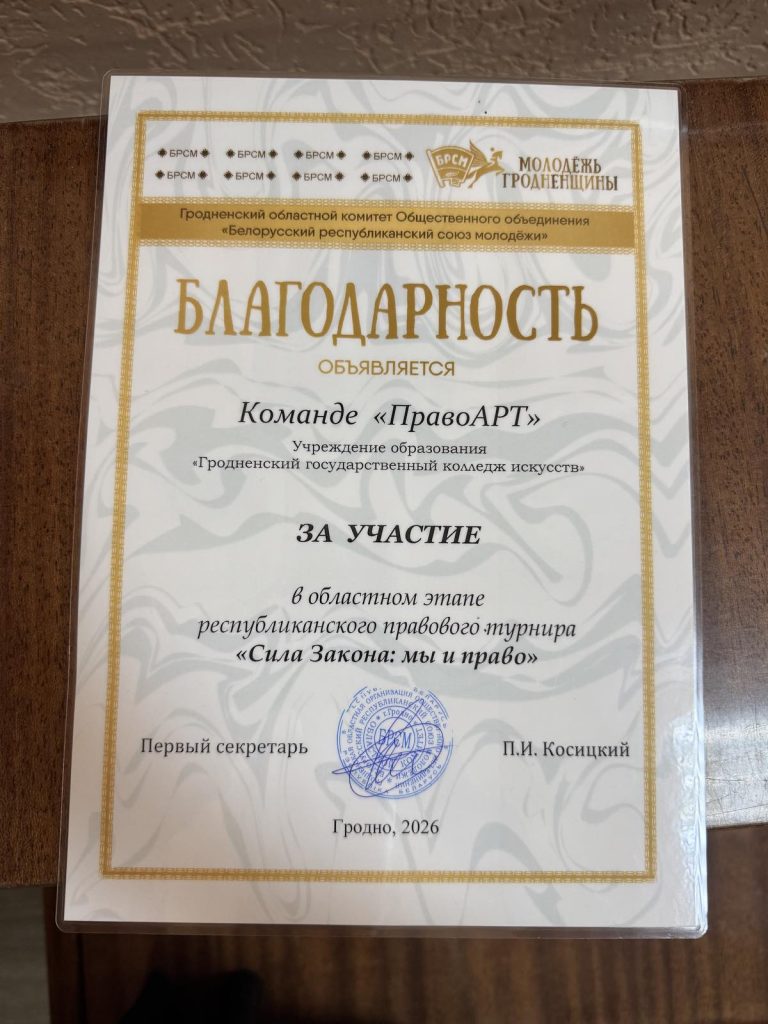 БРСМ БРСМ БРСМ БРСМ
БРСМ БРСМ БРСМ БРСМ
БРСМ
МОЛОДЁЖЬ
ГРОДНЕНЩИНЫ
Гродненский областной комитет Общественного объединения
«Белорусский республиканский союз молодёжи»
БЛАГОДАРНОСТЬ
ОБЪЯВЛЯЕТСЯ
Команде «ПравоАРТ»
Учреждение образования
«Гродненский государственный колледж искусств»
ЗА УЧАСТИЕ
в областном этапе
республиканского правового турнира
«Сила Закона: мы и право»
Первый секретарь
БРСМ
П.И. Косицкий
Гродно, 2026